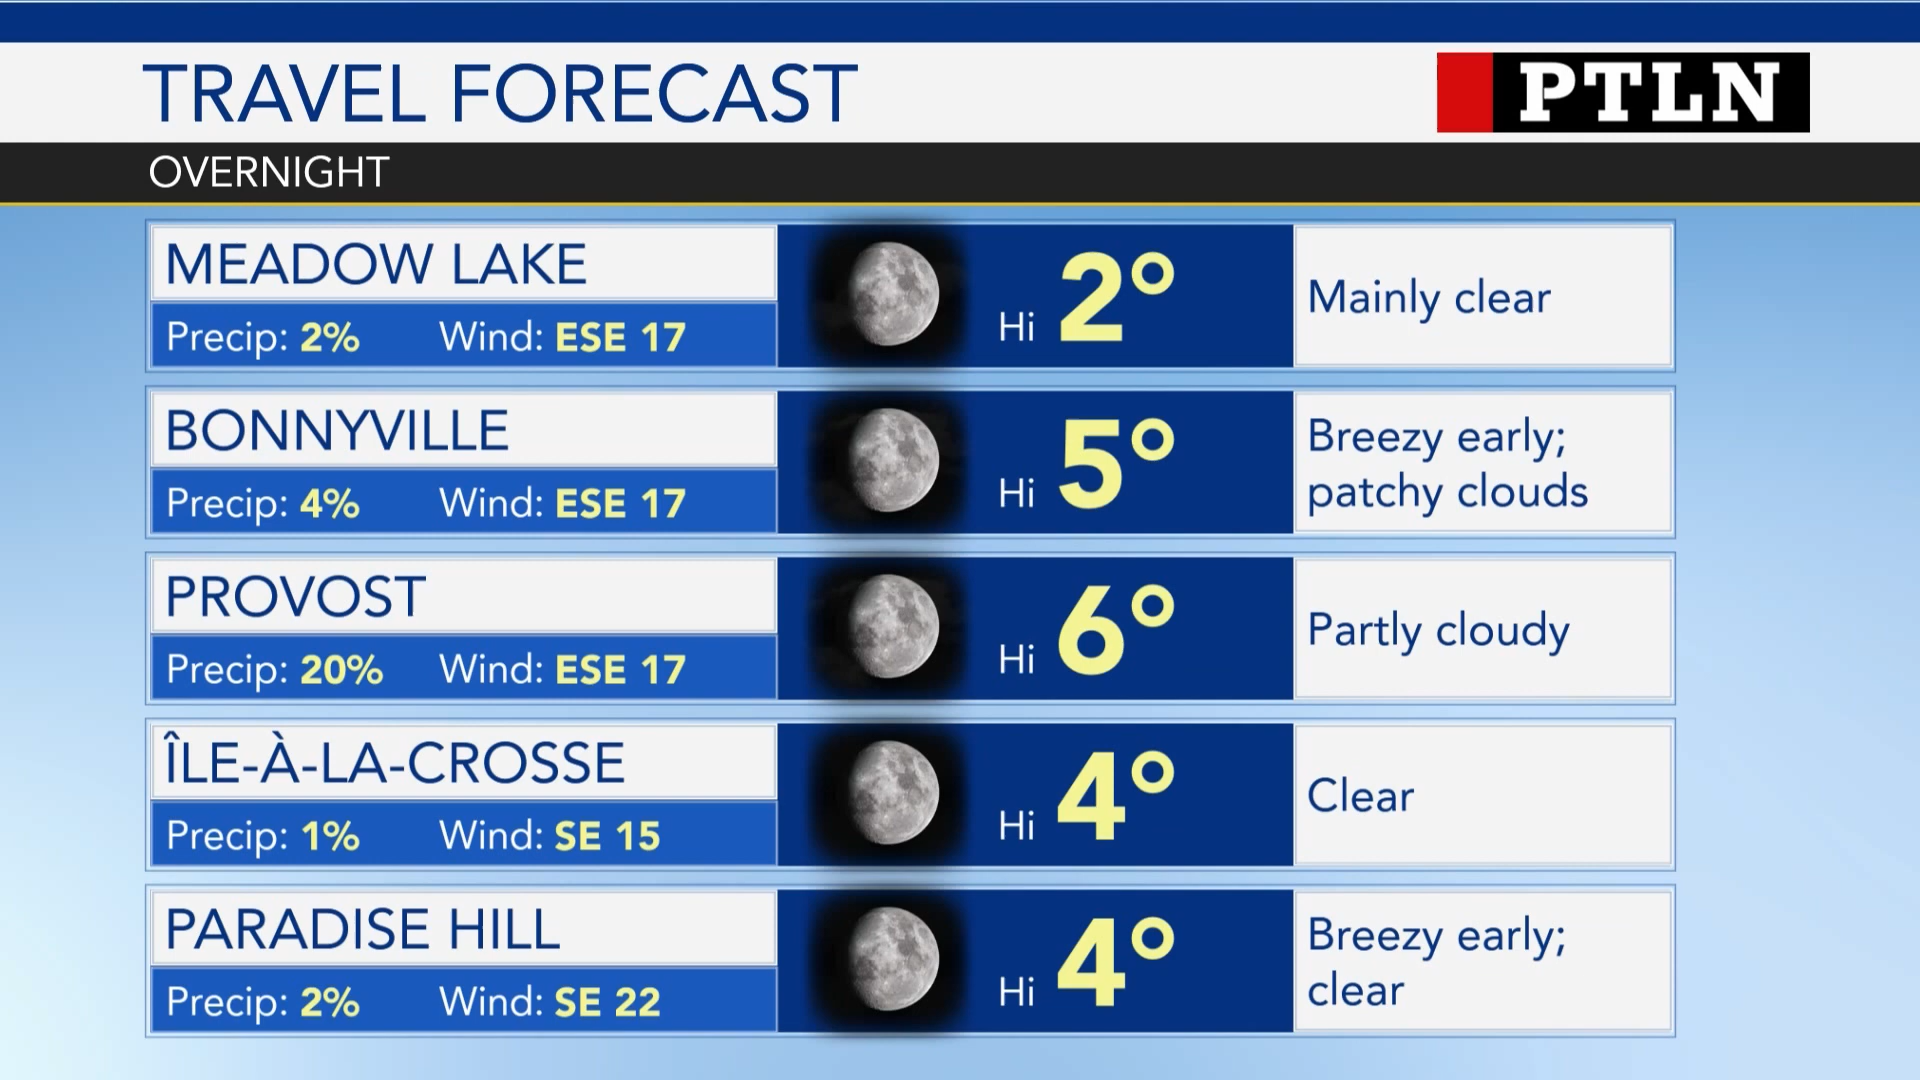 TRAVEL FORECAST
PTLN
OVERNIGHT
MEADOW LAKE
Precip: 2% Wind: ESE 17
Hi 2°
Mainly clear
BONNYVILLE
Precip: 4% Wind: ESE 17
Hi 5°
Breezy early;
patchy clouds
PROVOST
Precip: 20% Wind: ESE 17
Hi 6°
Partly cloudy
ÎLE-À-LA-CROSSE
Precip: 1% Wind: SE 15
Hi 4°
Clear
PARADISE HILL
Precip: 2% Wind: SE 22
Hi 4°
Breezy early;
clear